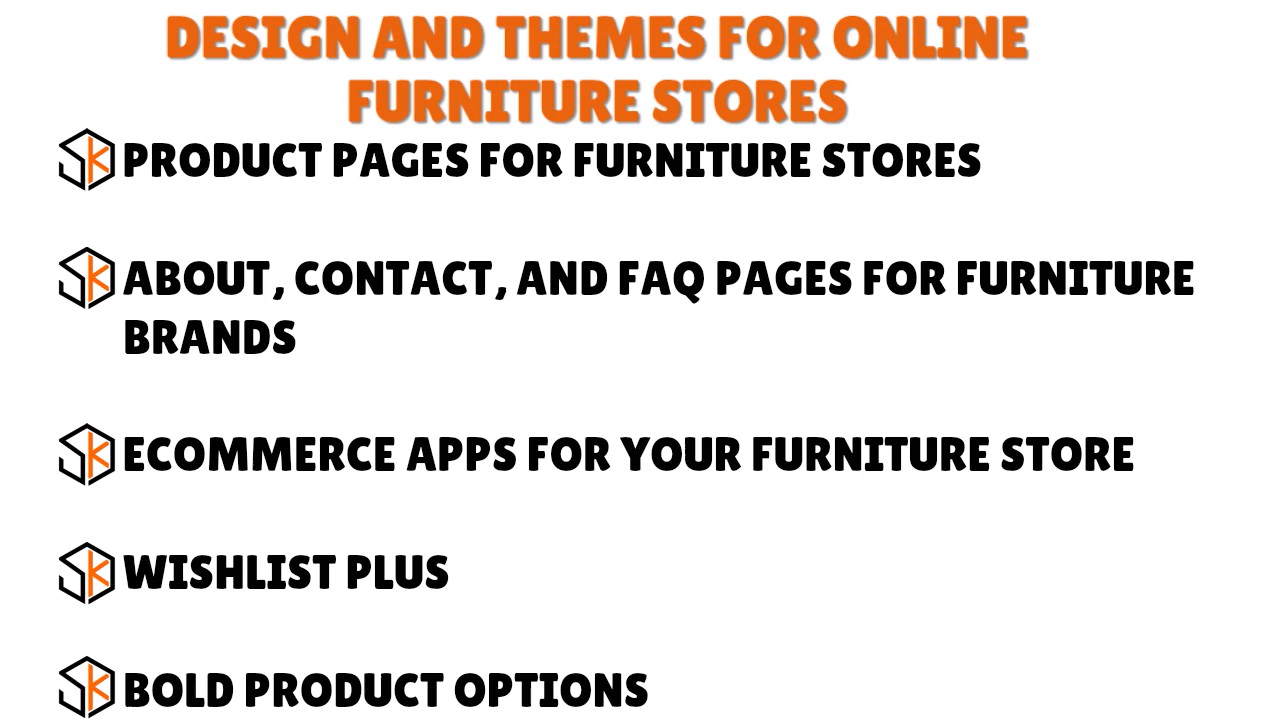 DESIGN AND THEMES FOR ONLINE
FURNITURE STORES
PRODUCT PAGES FOR FURNITURE STORES
ABOUT, CONTACT, AND FAQ PAGES FOR FURNITURE
BRANDS
ECOMMERCE APPS FOR YOUR FURNITURE STORE
WISHLIST PLUS
BOLD PRODUCT OPTIONS